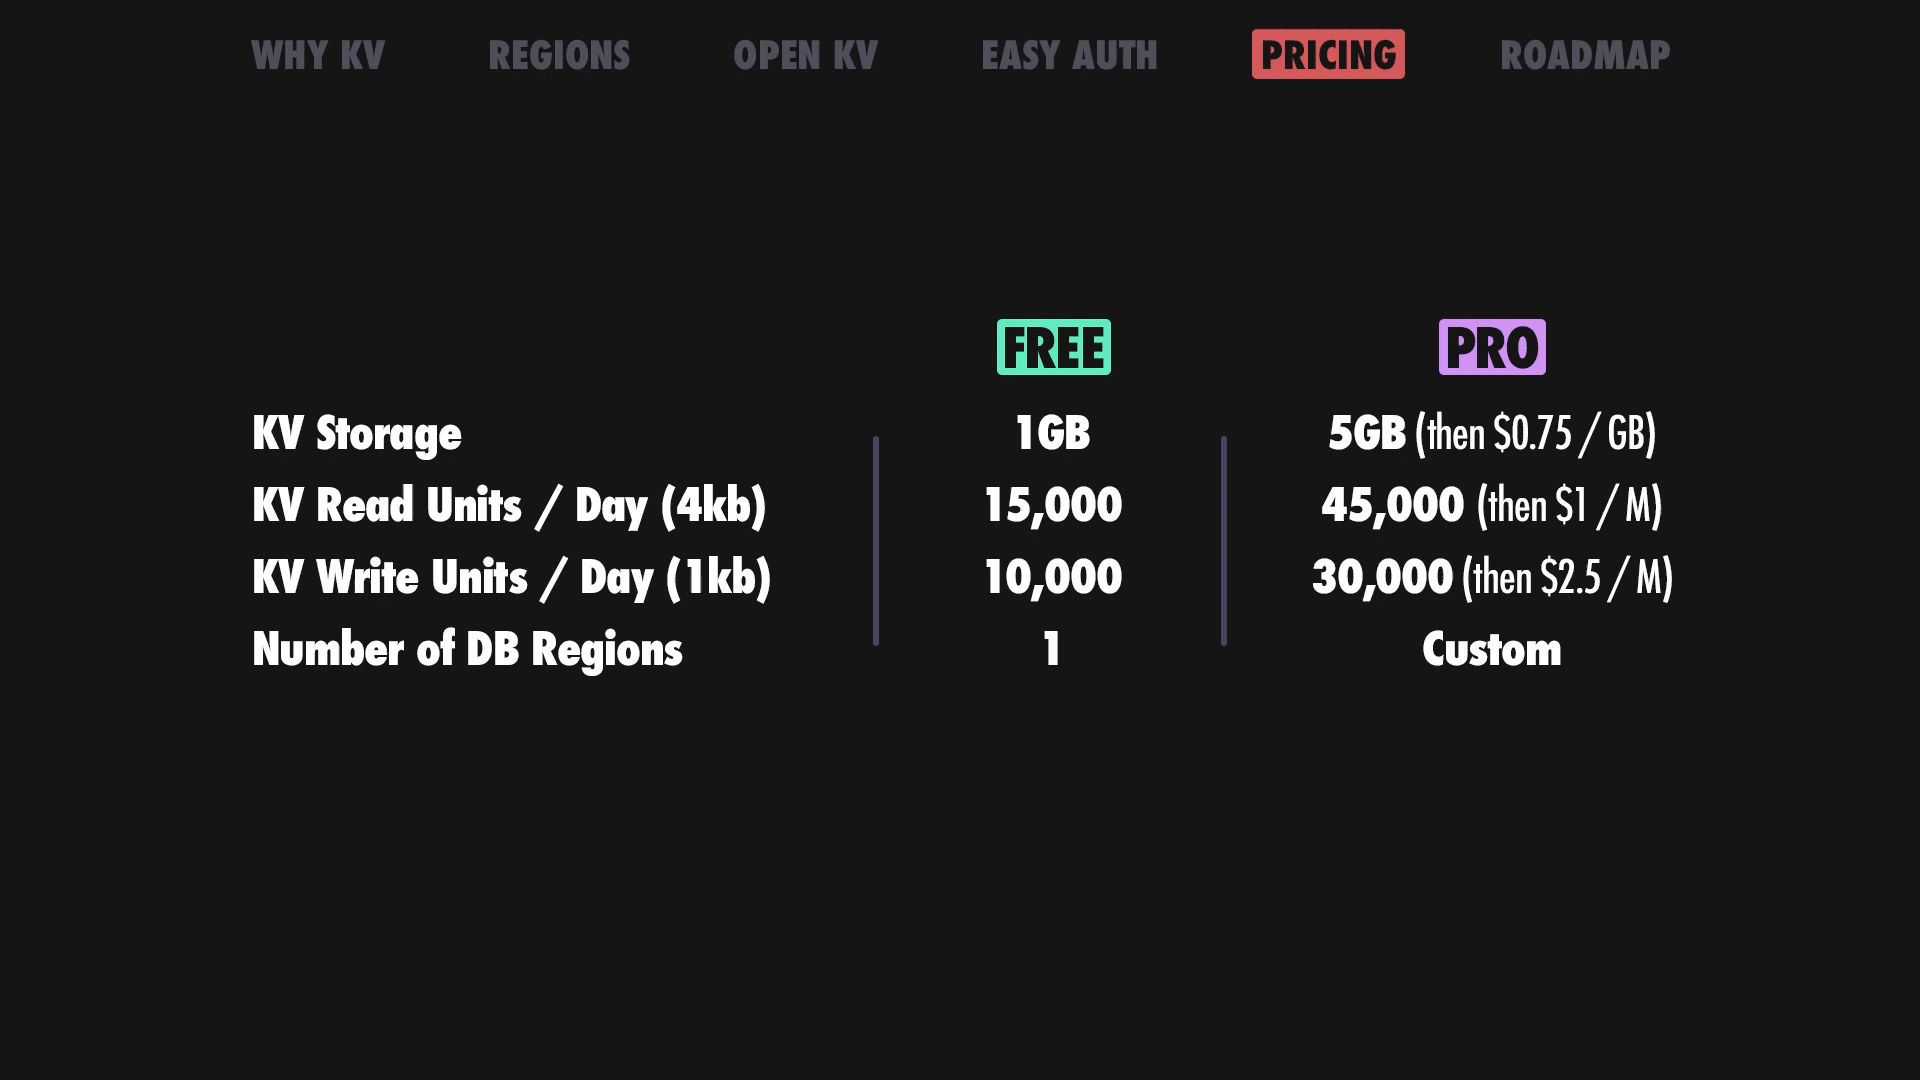 WHY KV REGIONS OPEN KV EASY AUTH PRICING ROADMAP
FREE PRO
KV Storage 1GB 5GB (then $0.75 / GB)
KV Read Units / Day (4kb) 15,000 45,000 (then $1 / M)
KV Write Units / Day (1kb) 10,000 30,000 (then $2.5 / M)
Number of DB Regions 1 Custom